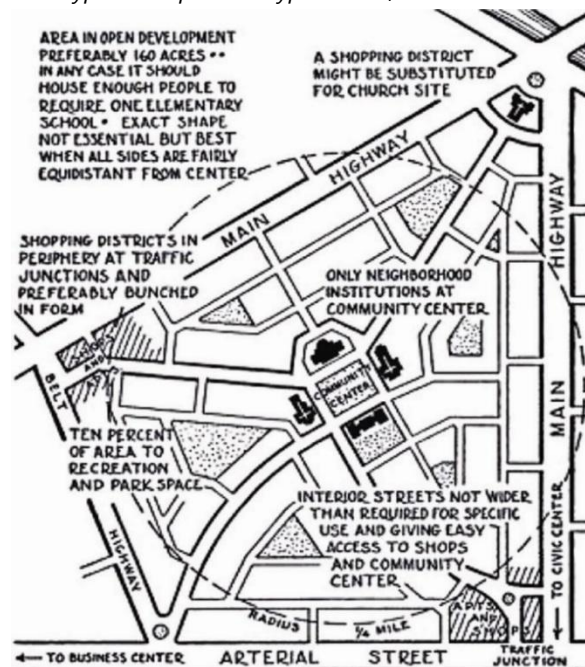 AREA IN OPEN DEVELOPMENT
PREFERABLY 160 ACRES ••
IN ANY CASE IT SHOULD
HOUSE ENOUGH PEOPLE TO
REQUIRE ONE ELEMENTARY
SCHOOL • EXACT SHAPE
NOT ESSENTIAL BUT BEST
WHEN ALL SIDES ARE FAIRLY
EQUIDISTANT FROM CENTER
A SHOPPING DISTRICT
MIGHT BE SUBSTITUTED
FOR CHURCH SITE
MAIN HIGHWAY
HIGHWAY
MAIN
SHOPPING DISTRICTS IN
PERIPHERY AT TRAFFIC
JUNCTIONS AND
PREFERABLY BUNCHED
IN FORM
ONLY NEIGHBORHOOD
INSTITUTIONS AT
COMMUNITY CENTER
SHOPS
AND
BELT
HIGHWAY
COMMUNITY
CENTER
TEN PERCENT
OF AREA TO
RECREATION
AND PARK SPACE
INTERIOR STREETS NOT WIDER
THAN REQUIRED FOR SPECIFIC
USE AND GIVING EASY
ACCESS TO SHOPS
AND COMMUNITY
CENTER
TO CIVIC CENTER
APTS
AND
SHOPS
RADIUS 1/4 MILE
TO BUSINESS CENTER
ARTERIAL STREET
TRAFFIC
JUNCTION